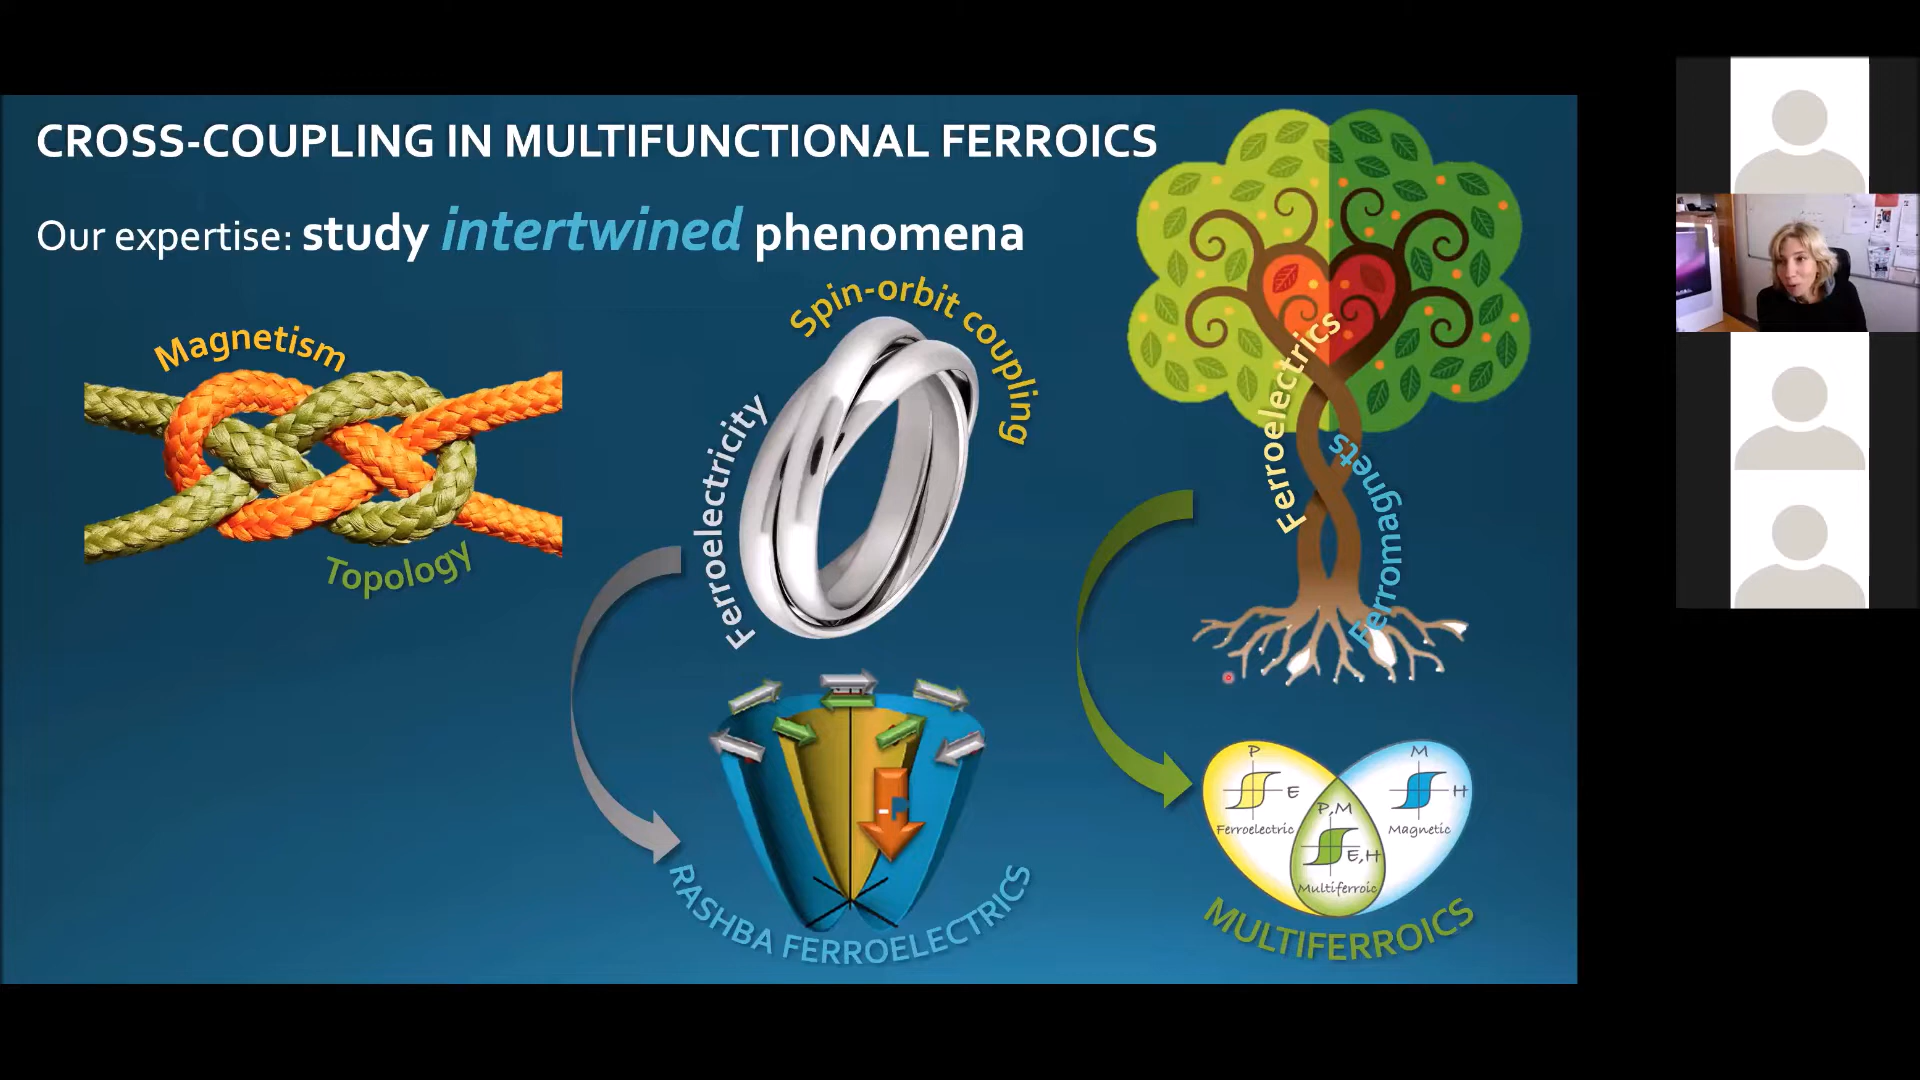 CROSS-COUPLING IN MULTIFUNCTIONAL FERROICS
Our expertise: study intertwined phenomena
Magnetism
Topology
Spin-orbit coupling
Ferroelectricity
RASHBA FERROELECTRICS
Ferroelectrics
Ferromagnets
P
E
Ferroelectric
M
H
Magnetic
P,M
E,H
Multiferroic
MULTIFERROICS